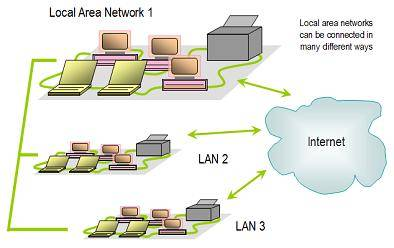 Local Area Network 1
Local area networks
can be connected in
many different ways
Internet
LAN 2
LAN 3